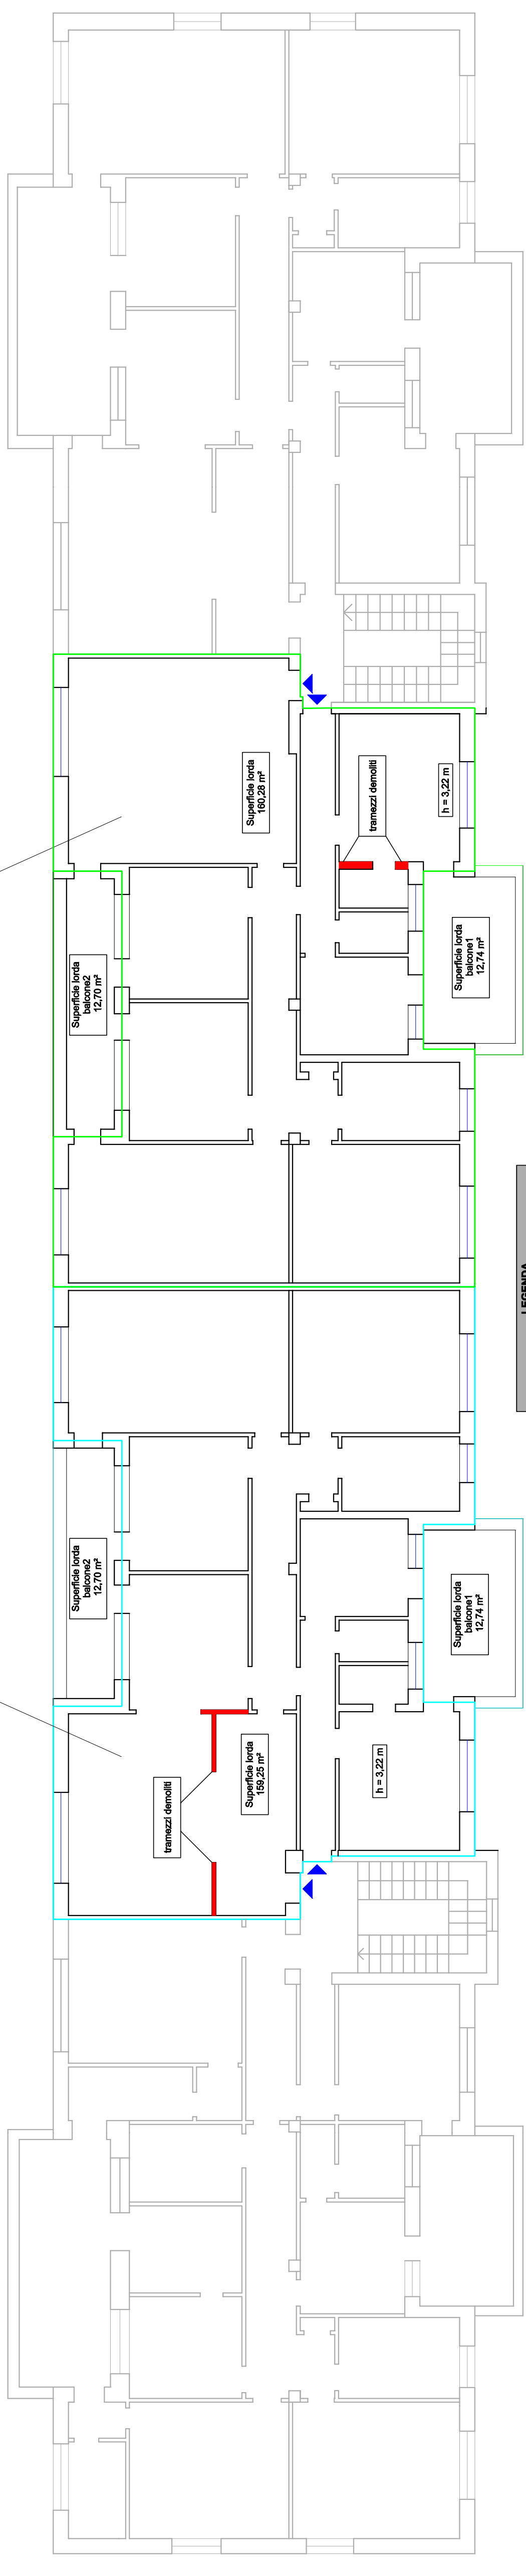 Superficie lorda
160,28 m²
tramezzi demoliti
h = 3,22 m
Superficie lorda
balcone2
12,70 m²
Superficie lorda
balcone1
12,74 m²
LEGENDA
Superficie lorda
balcone2
12,70 m²
Superficie lorda
balcone1
12,74 m²
tramezzi demoliti
Superficie lorda
159,25 m²
h = 3,22 m